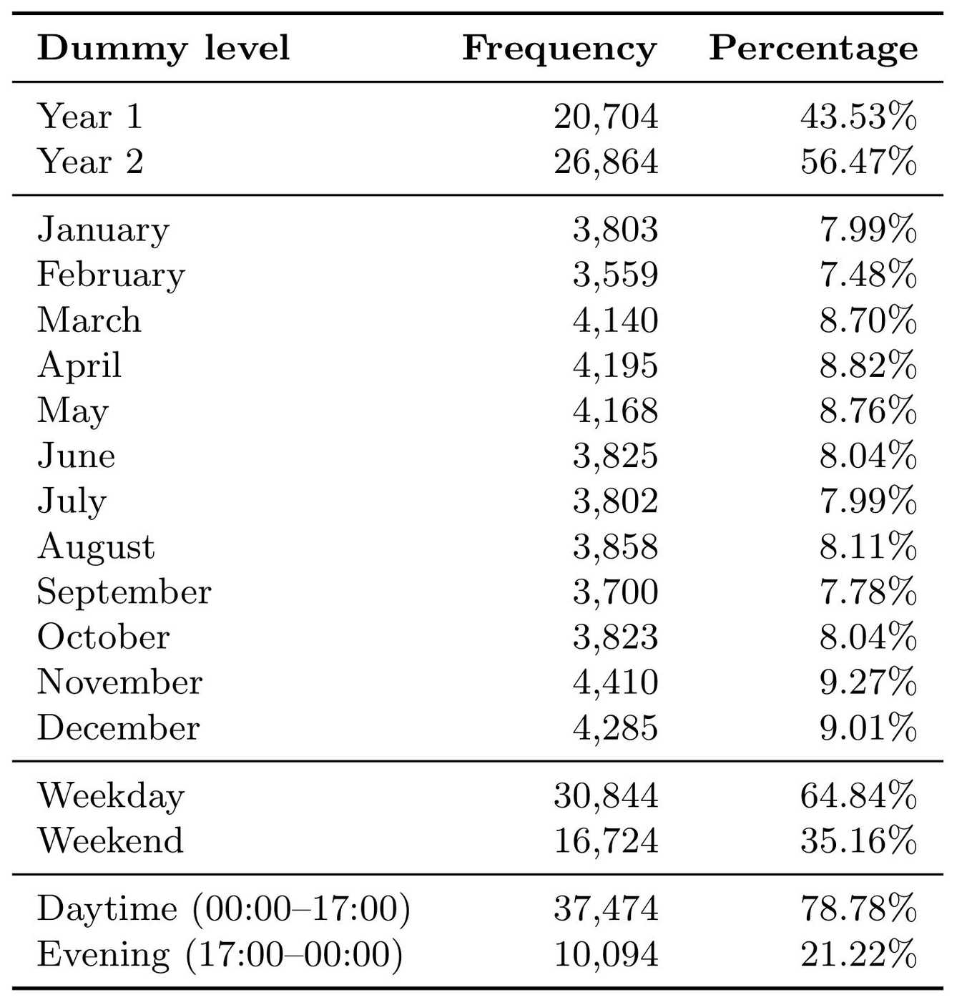 Dummy level Frequency Percentage
Year 1 20,704 43.53%
Year 2 26,864 56.47%
January 3,803 7.99%
February 3,559 7.48%
March 4,140 8.70%
April 4,195 8.82%
May 4,168 8.76%
June 3,825 8.04%
July 3,802 7.99%
August 3,858 8.11%
September 3,700 7.78%
October 3,823 8.04%
November 4,410 9.27%
December 4,285 9.01%
Weekday 30,844 64.84%
Weekend 16,724 35.16%
Daytime (00:00–17:00) 37,474 78.78%
Evening (17:00–00:00) 10,094 21.22%